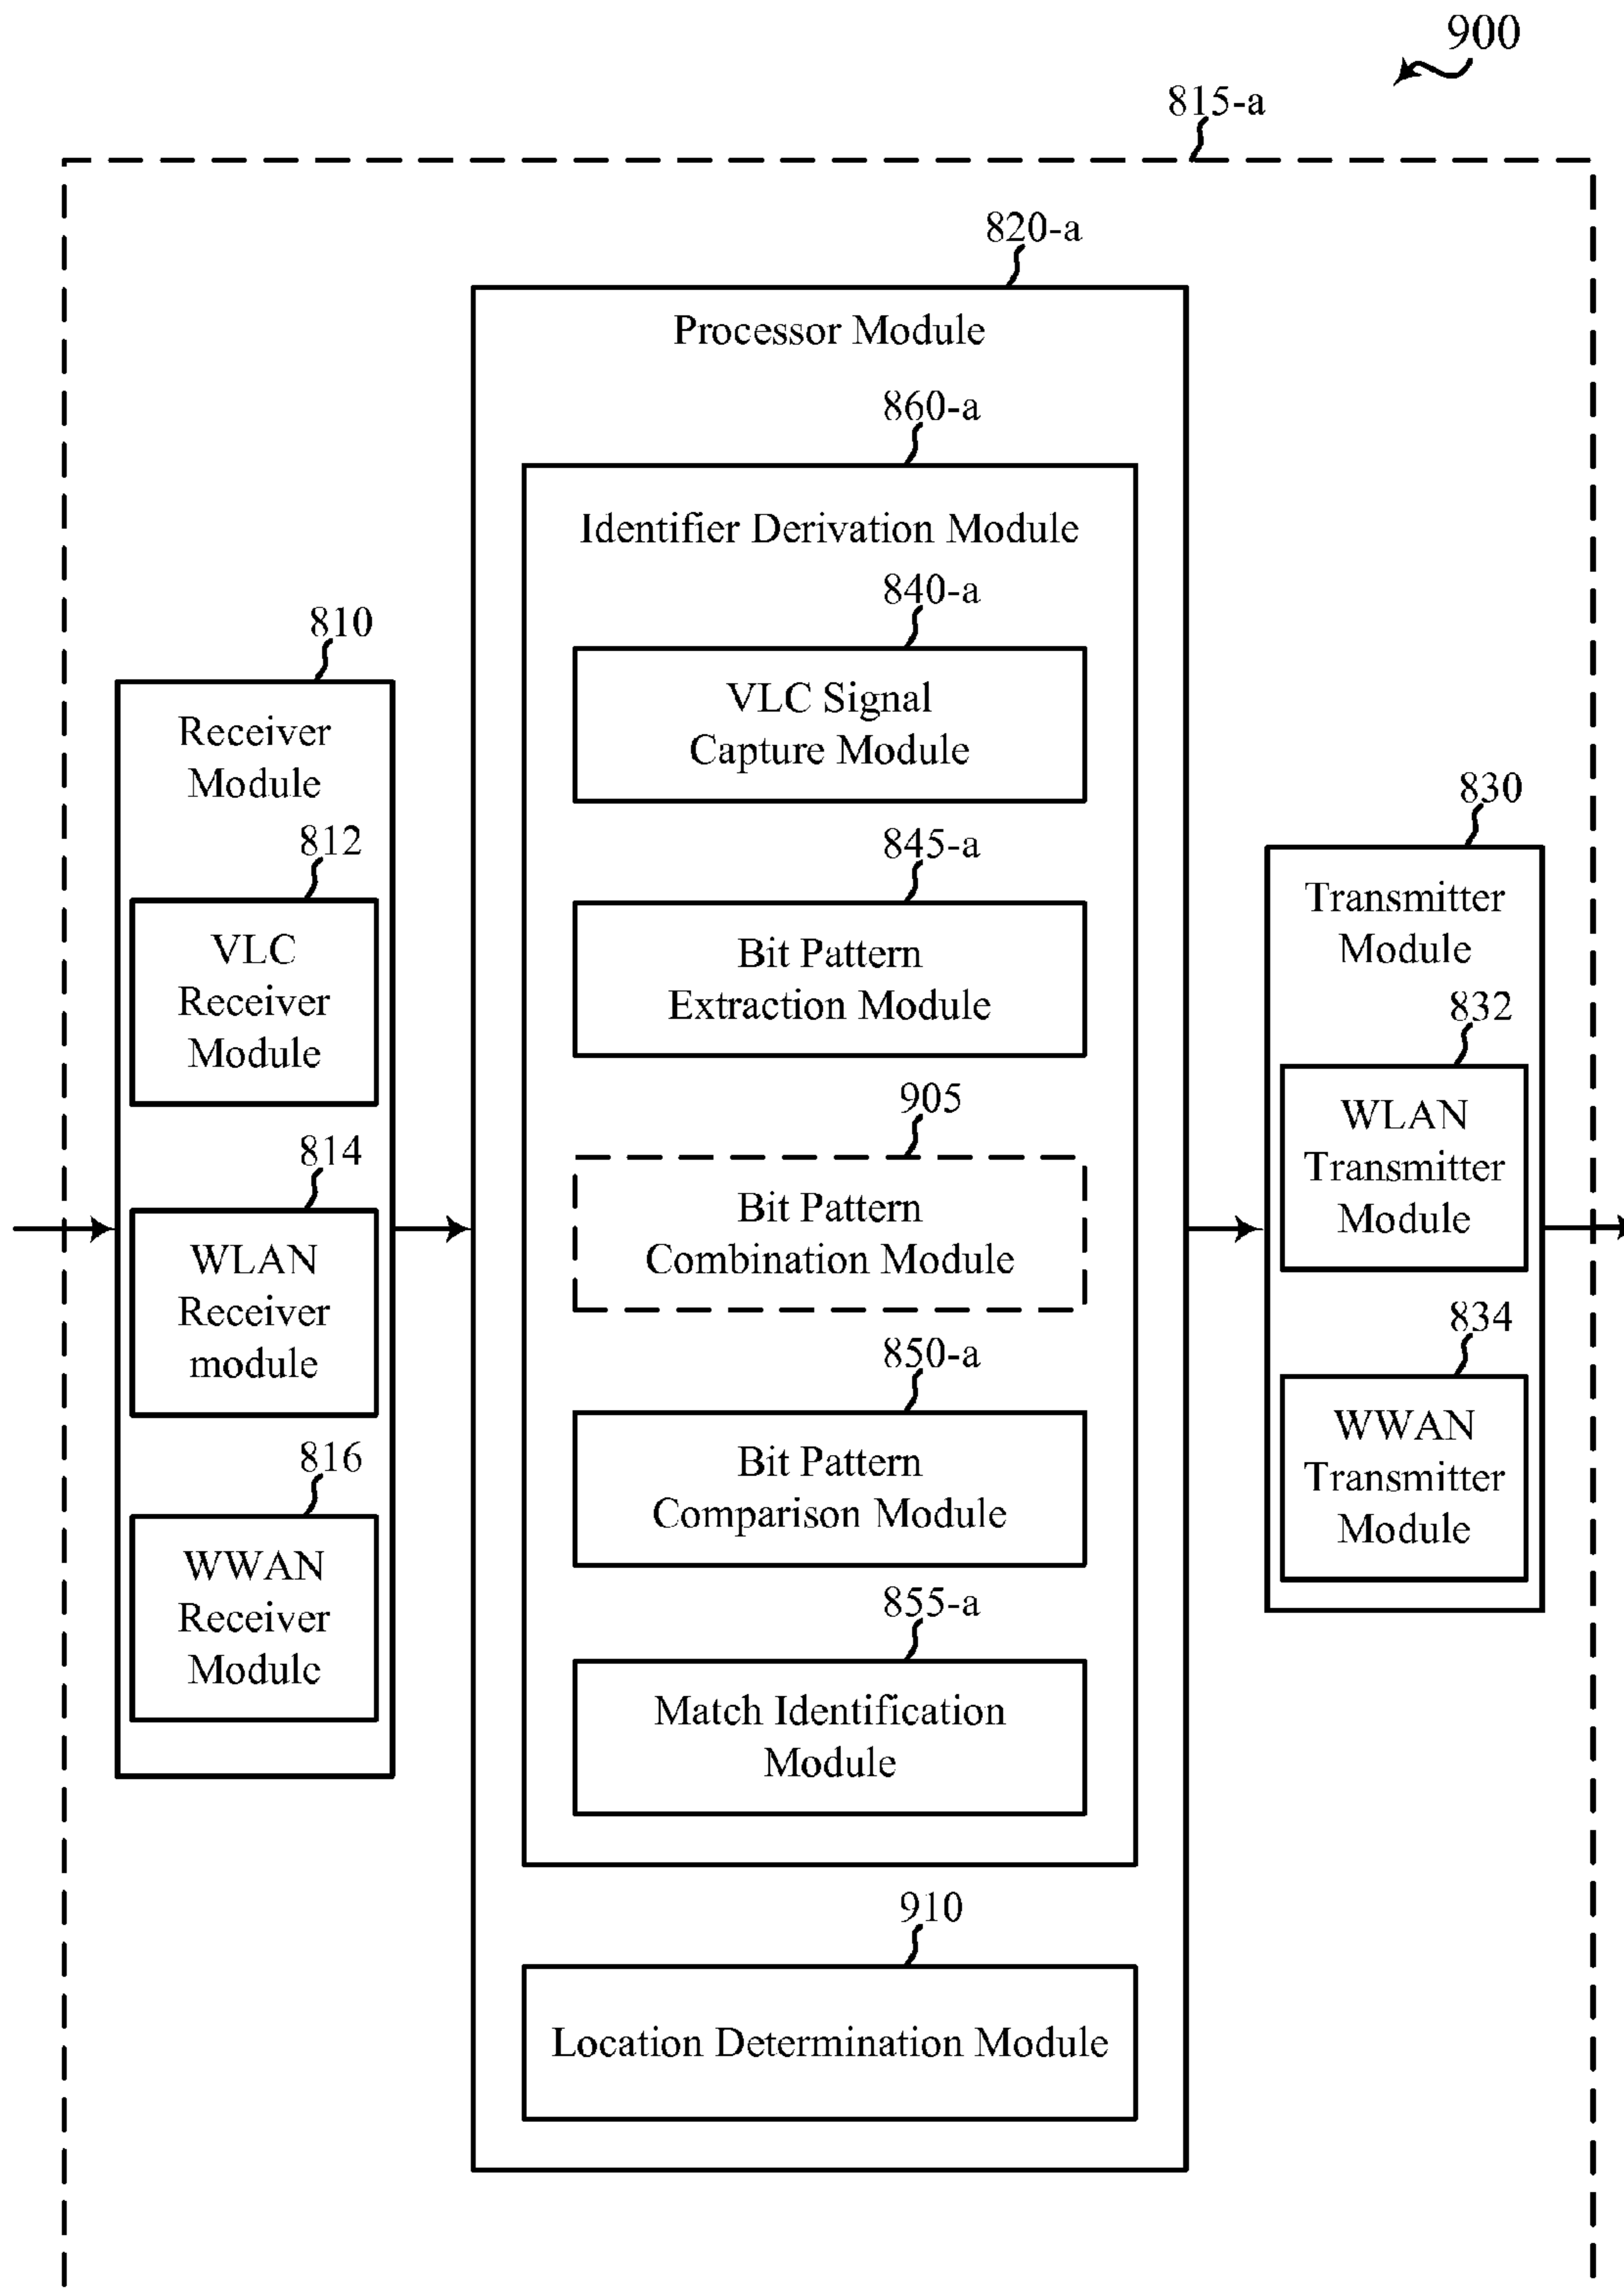 900
815-a
820-a
Processor Module
860-a
Identifier Derivation Module
840-a
VLC Signal
Capture Module
845-a
Bit Pattern
Extraction Module
905
Bit Pattern
Combination Module
850-a
Bit Pattern
Comparison Module
855-a
Match Identification
Module
910
Location Determination Module
810
Receiver
Module
812
VLC
Receiver
Module
814
WLAN
Receiver
module
816
WWAN
Receiver
Module
830
Transmitter
Module
832
WLAN
Transmitter
Module
834
WWAN
Transmitter
Module